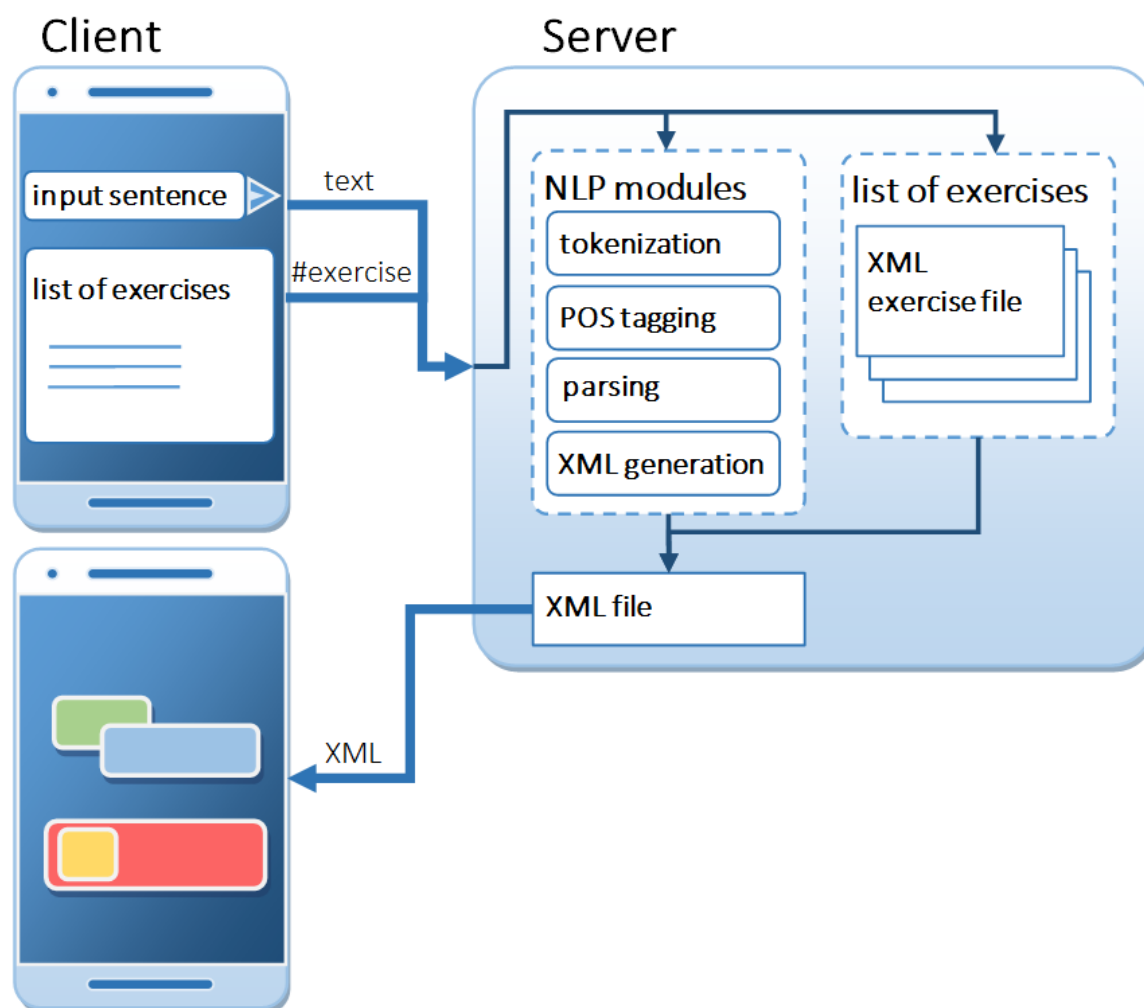 Client
Server
input sentence
text
list of exercises
#exercise
NLP modules
tokenization
POS tagging
parsing
XML generation
list of exercises
XML
exercise file
XML file
XML